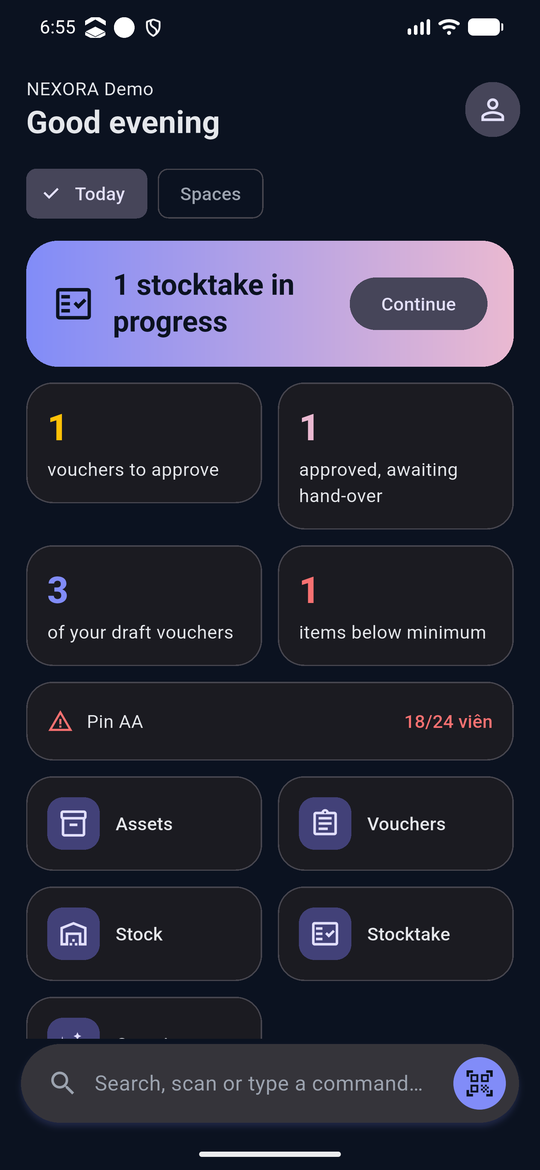 6:55
NEXORA Demo
Good evening
Today
Spaces
1 stocktake in
progress
Continue
1
vouchers to approve
1
approved, awaiting
hand-over
3
of your draft vouchers
1
items below minimum
Pin AA
18/24 viên
Assets
Vouchers
Stock
Stocktake
Search, scan or type a command...